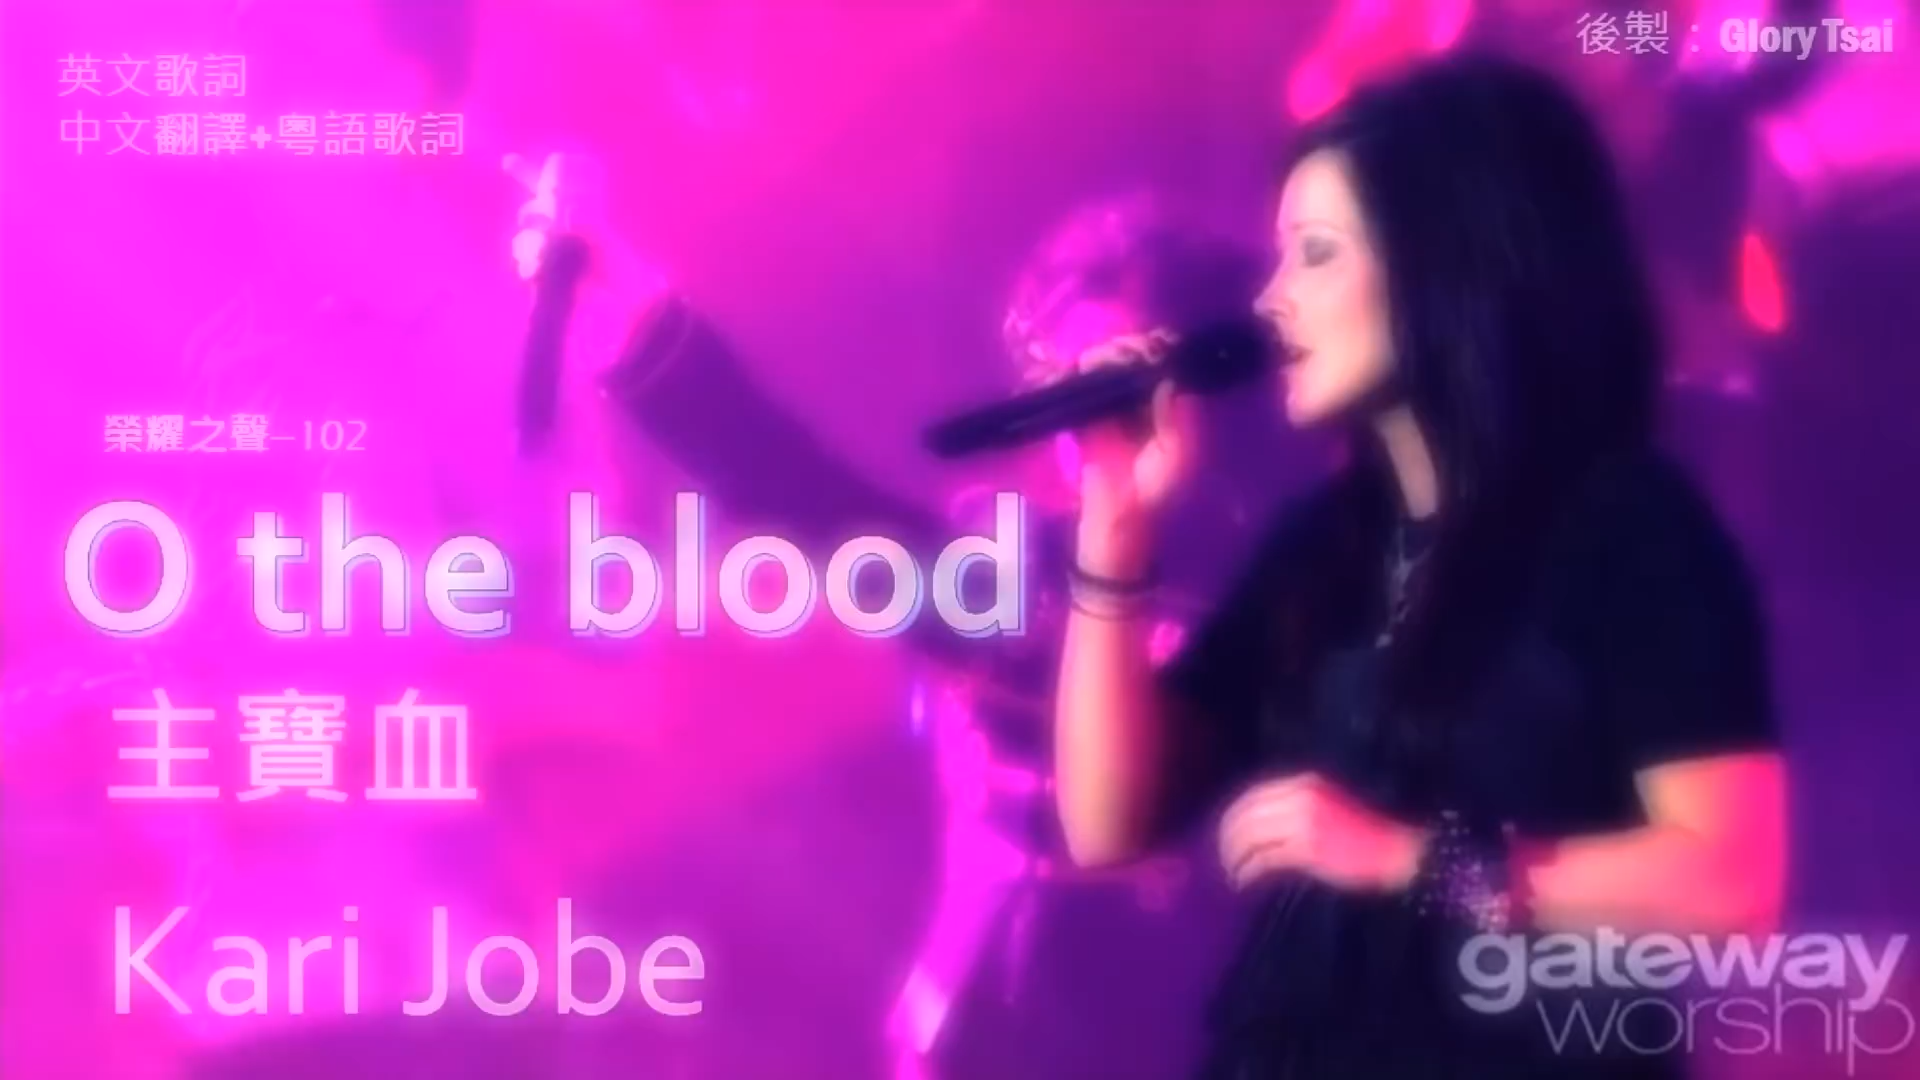 後製：Glory Tsai
英文歌詞
中文翻譯+粵語歌詞
榮耀之聲-102
O the blood
主寶血
Kari Jobe
gateway
worship